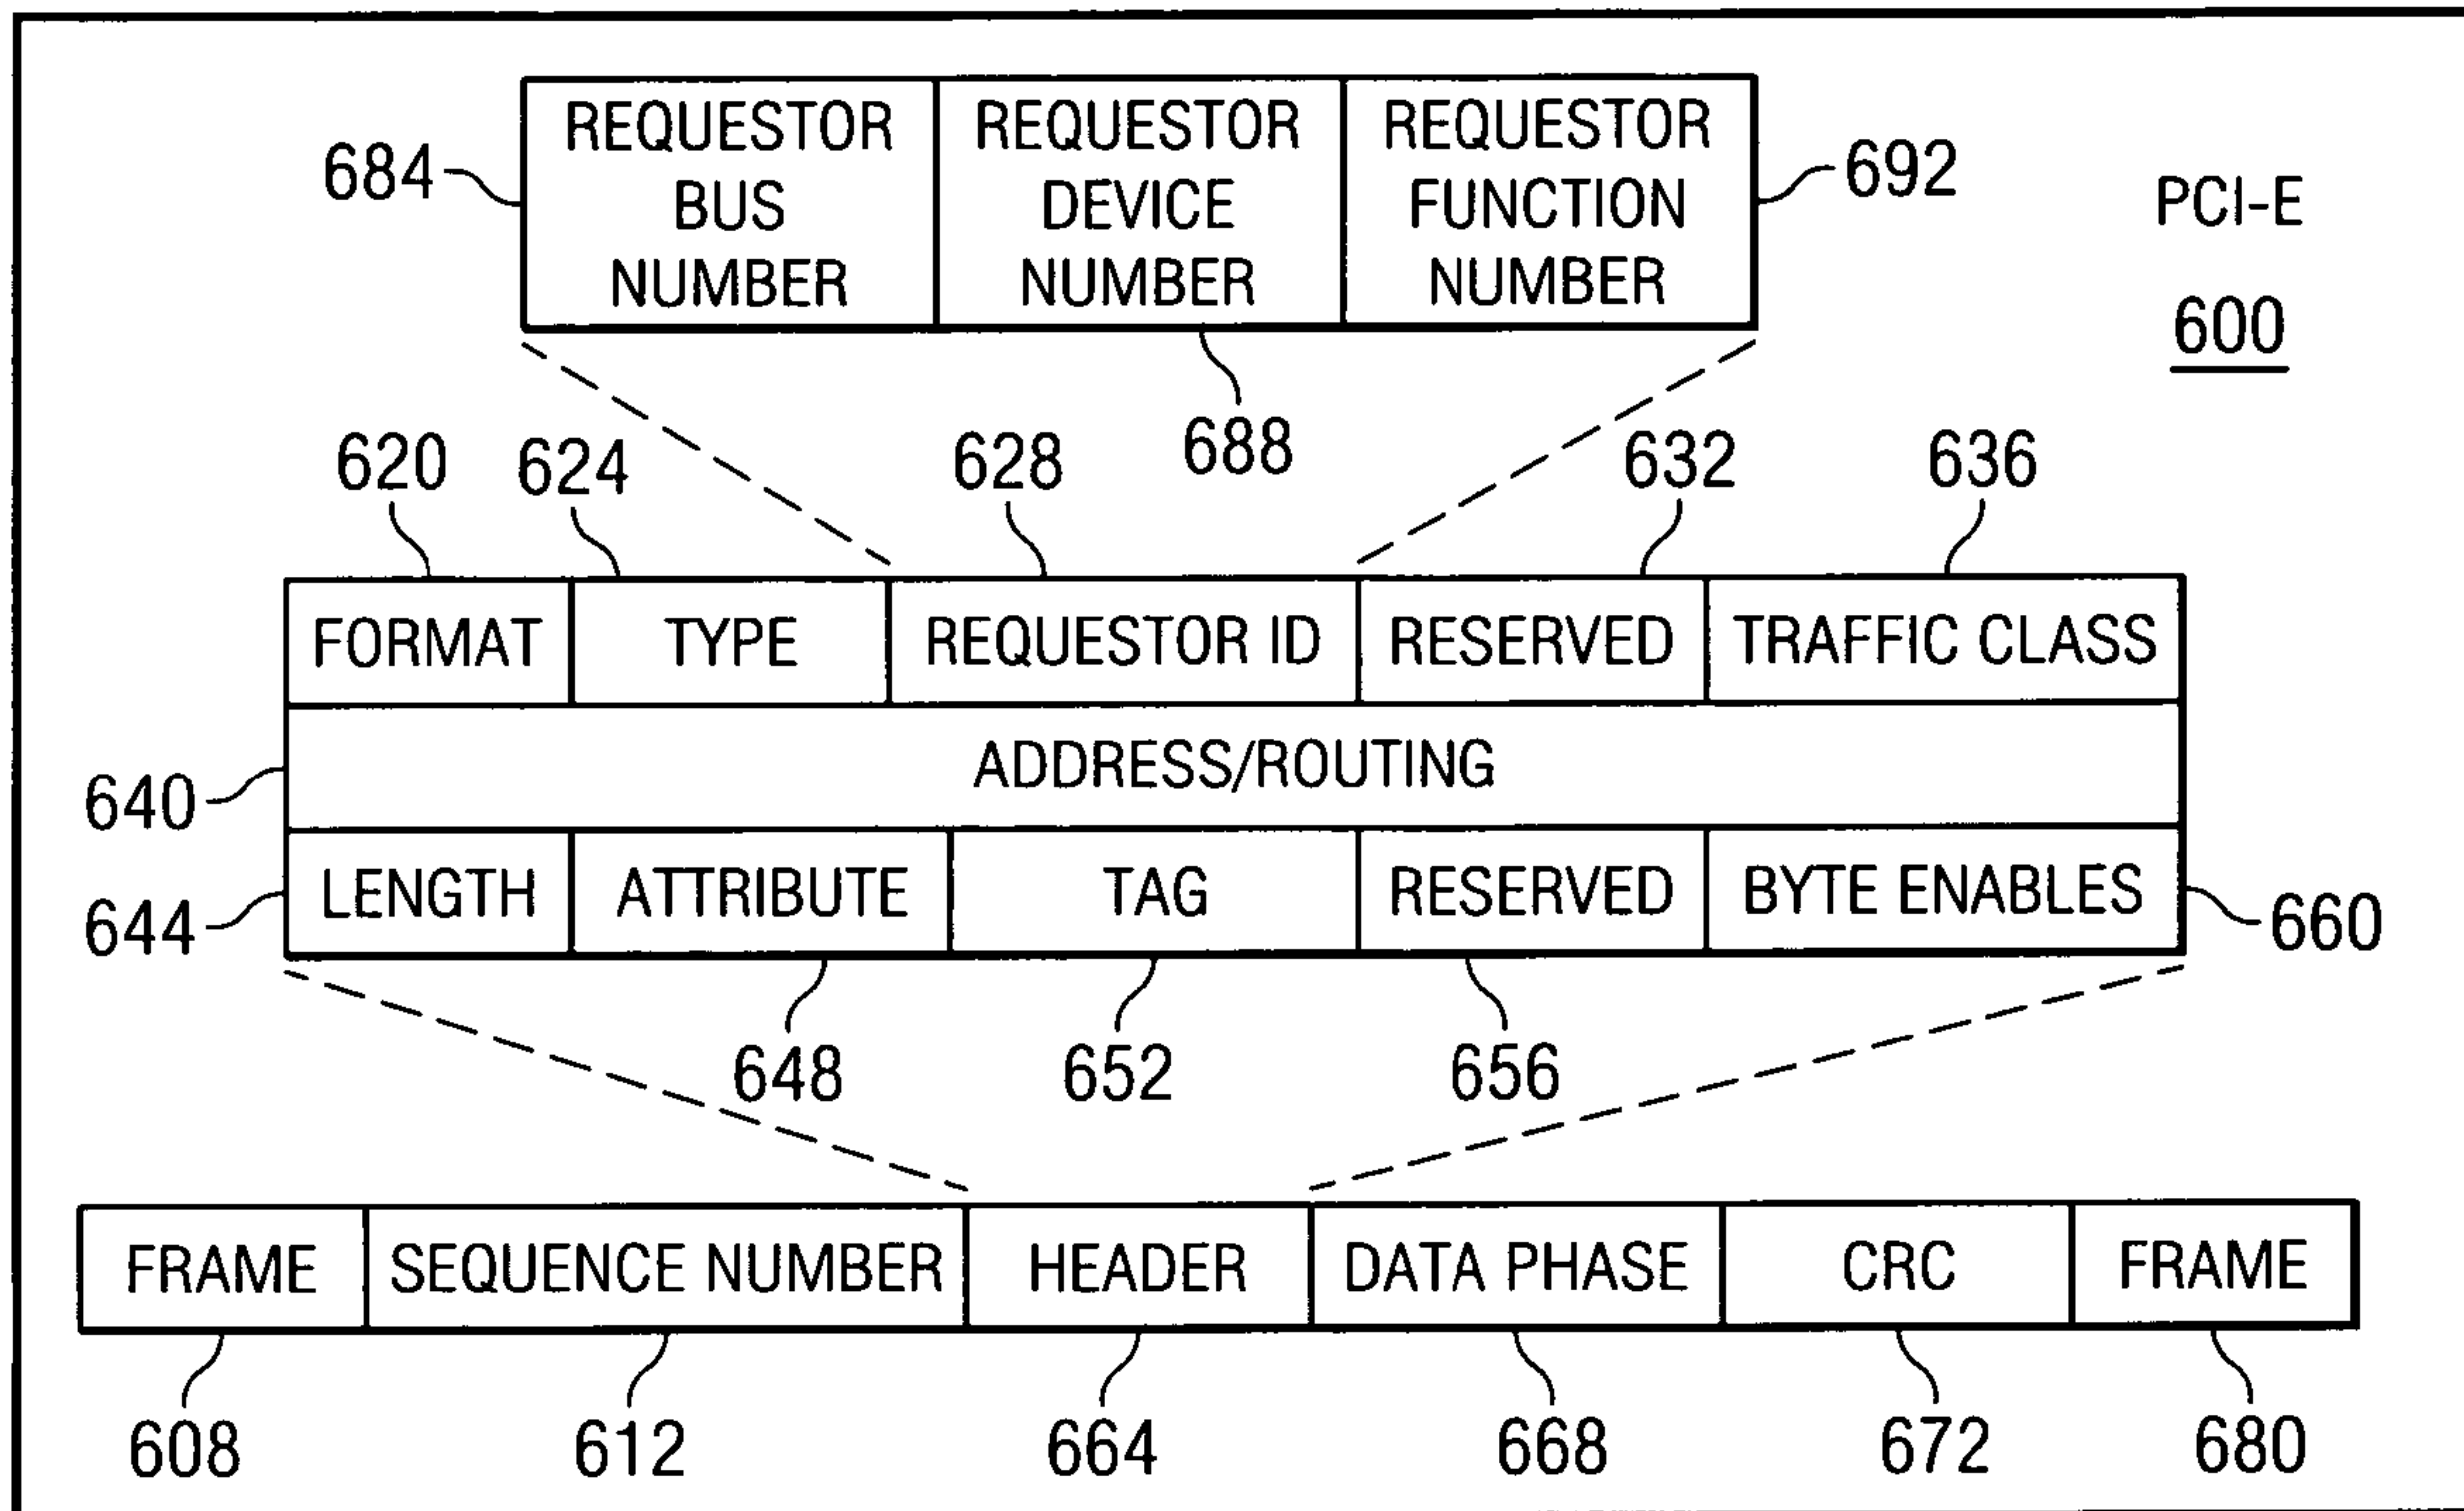 REQUESTOR BUS NUMBER
REQUESTOR DEVICE NUMBER
REQUESTOR FUNCTION NUMBER
684
692
688
PCI-E
600
620
624
628
632
636
FORMAT
TYPE
REQUESTOR ID
RESERVED
TRAFFIC CLASS
640
ADDRESS/ROUTING
644
LENGTH
ATTRIBUTE
TAG
RESERVED
BYTE ENABLES
660
648
652
656
FRAME
SEQUENCE NUMBER
HEADER
DATA PHASE
CRC
FRAME
608
612
664
668
672
680